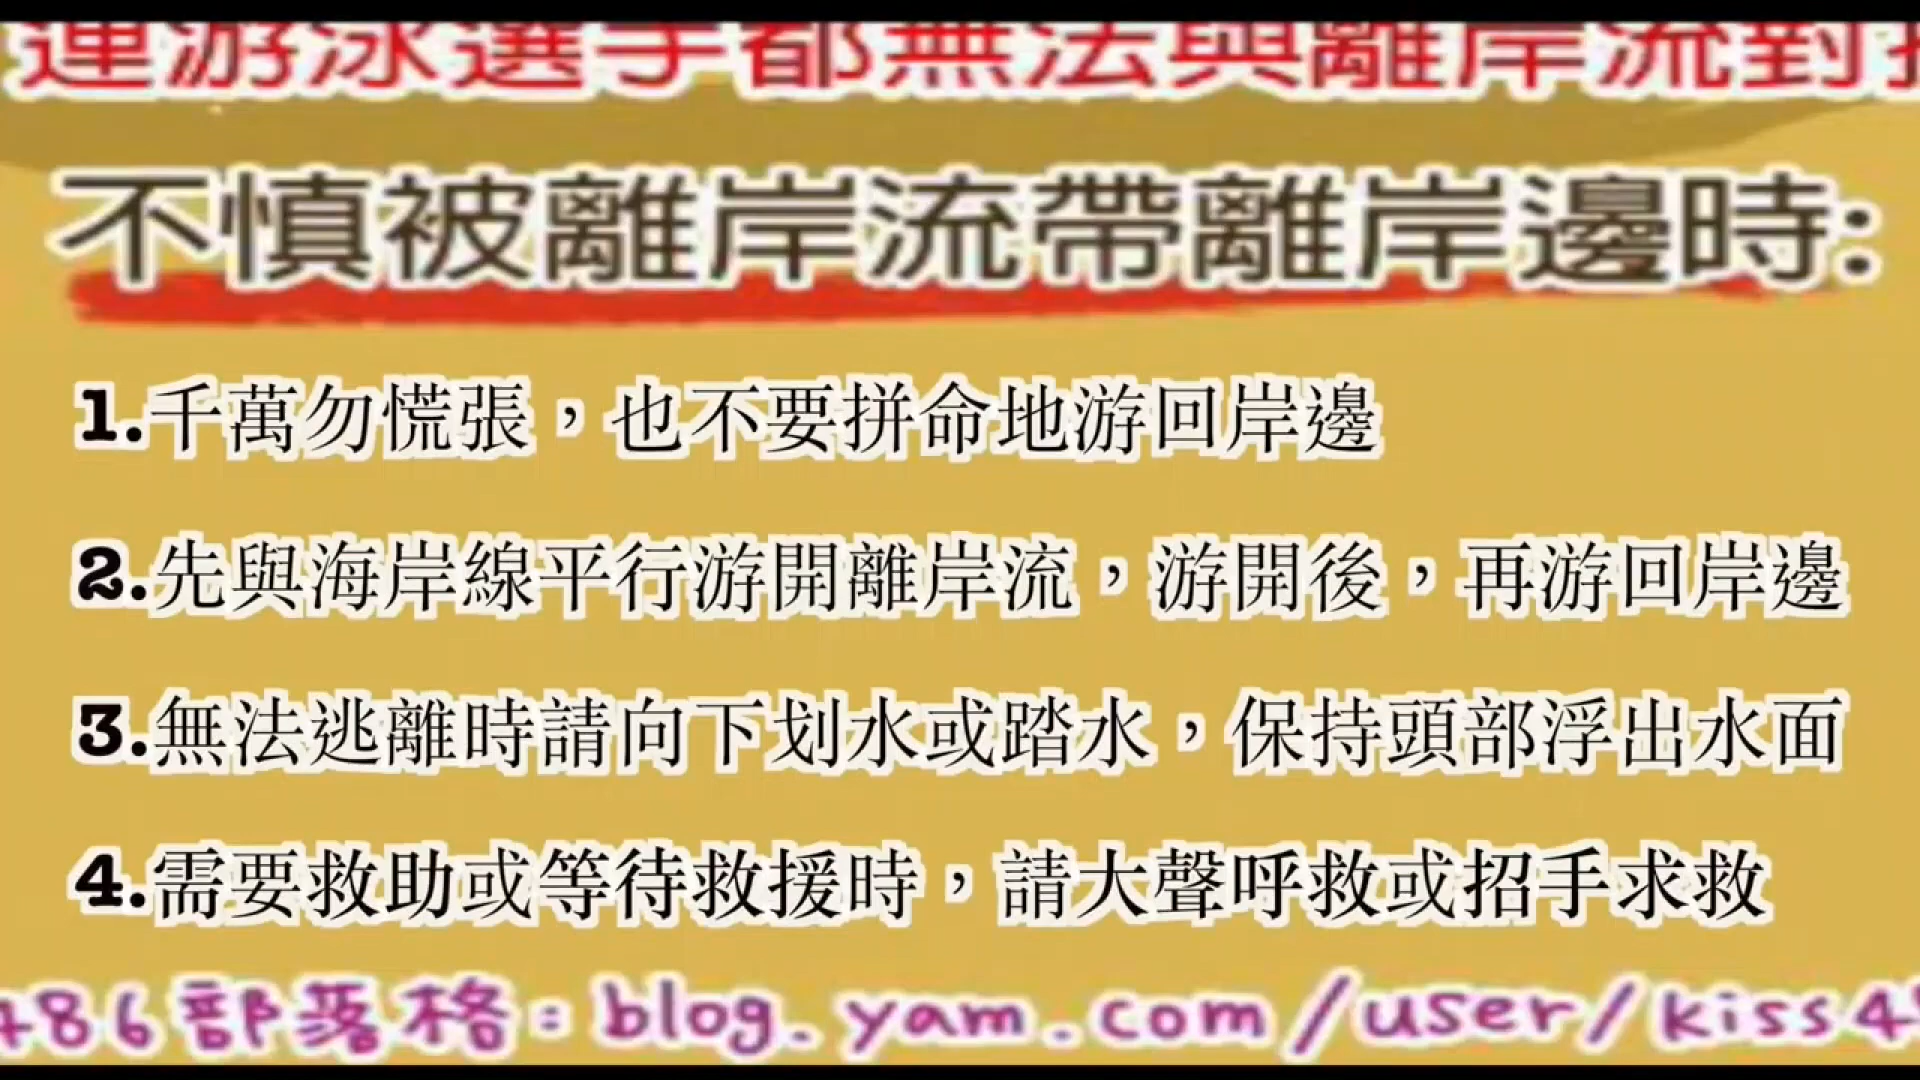 連游泳選手都無法與離岸流對
不慎被離岸流帶離岸邊時:
1.千萬勿慌張，也不要拼命地游回岸邊
2.先與海岸線平行游開離岸流，游開後，再游回岸邊
3.無法逃離時請向下划水或踏水，保持頭部浮出水面
4.需要救助或等待救援時，請大聲呼救或招手求救
486部落格:blog.yam.com/user/kiss4